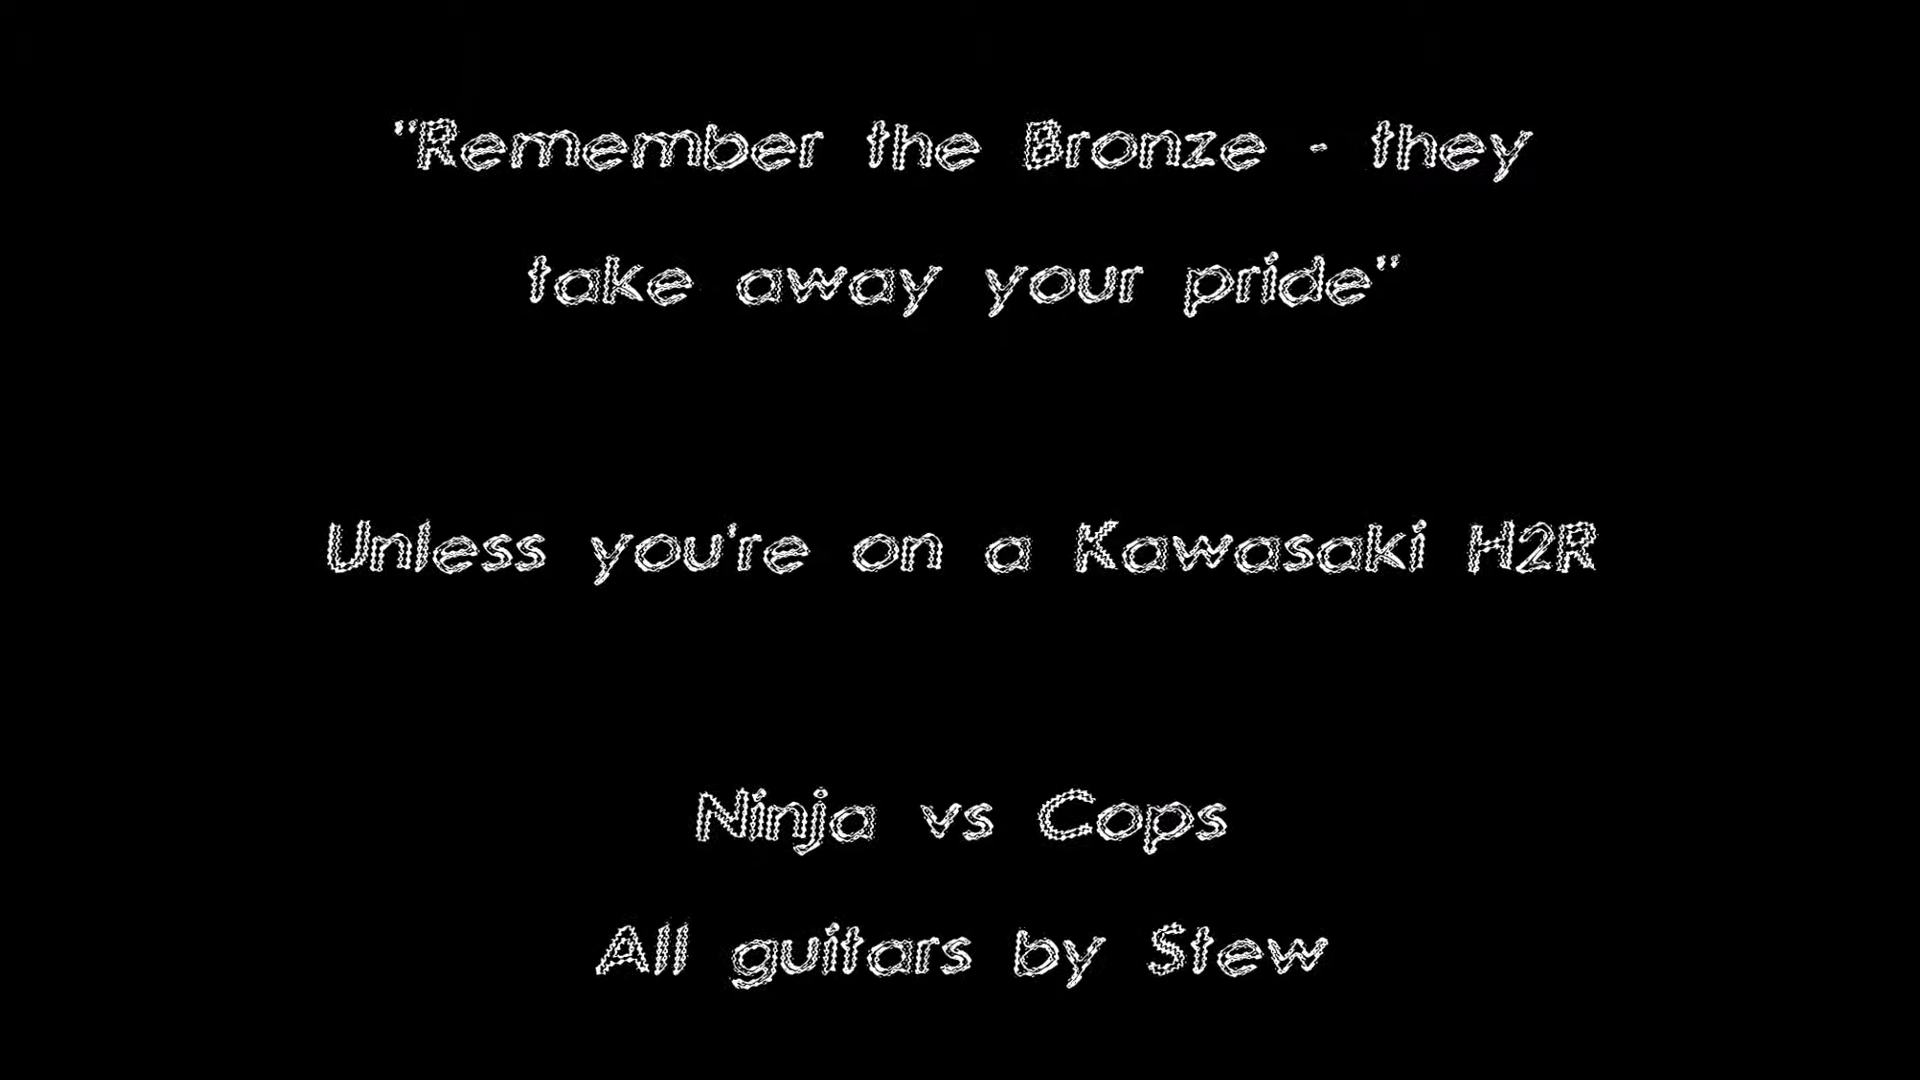 "Remember the Bronze - they
take away your pride"
Unless you're on a Kawasaki H2R
Ninja vs Cops
All guitars by Stew